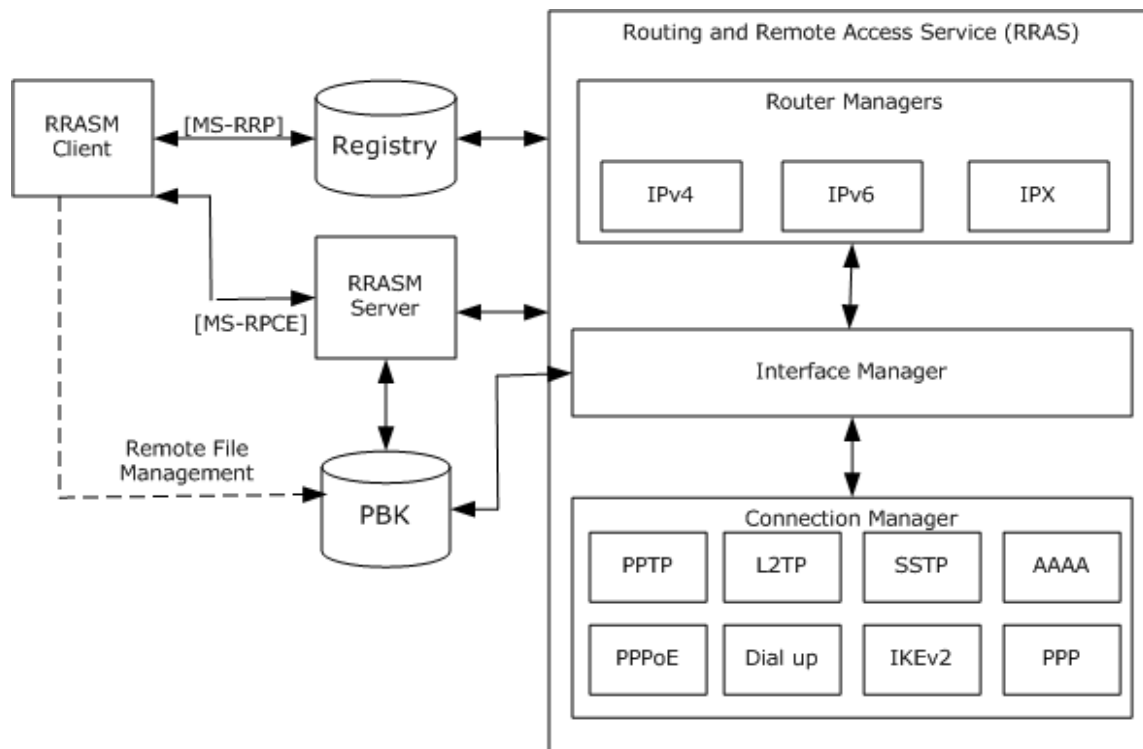 Routing and Remote Access Service (RRAS)
Router Managers
RRASM
Client
[MS-RRP]
Registry
IPv4
IPv6
IPX
RRASM
Server
[MS-RPCE]
Interface Manager
Remote File
Management
PBK
Connection Manager
PPTP
L2TP
SSTP
AAAA
PPPoE
Dial up
IKEv2
PPP